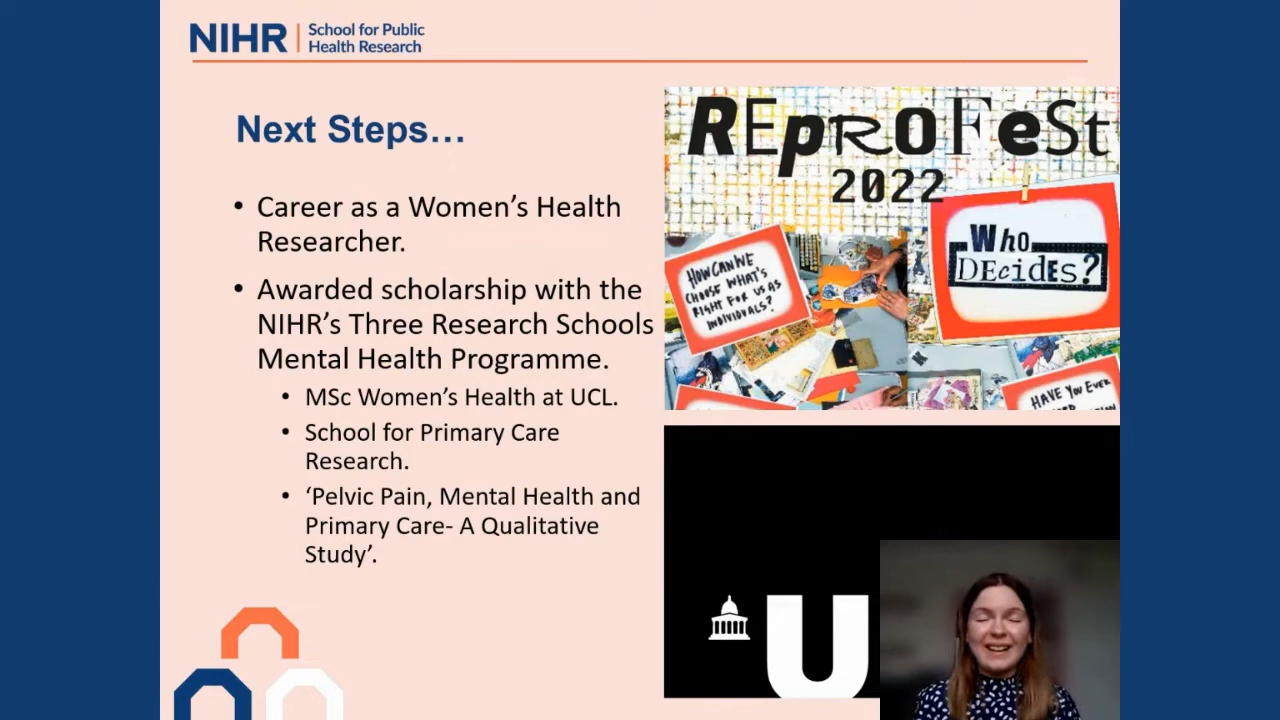 NIHR
School for Public
Health Research
Next Steps…
• Career as a Women’s Health
Researcher.
• Awarded scholarship with the
NIHR’s Three Research Schools
Mental Health Programme.
• MSc Women’s Health at UCL.
• School for Primary Care
Research.
• ‘Pelvic Pain, Mental Health and
Primary Care- A Qualitative
Study’.
REpRoFeSt
2022
Who
DEcidEs?
HOW CAN WE
CHOOSE WHAT'S
RIGHT FOR US AS
INDIVIDUALS?
HAVE YOU EVER
U